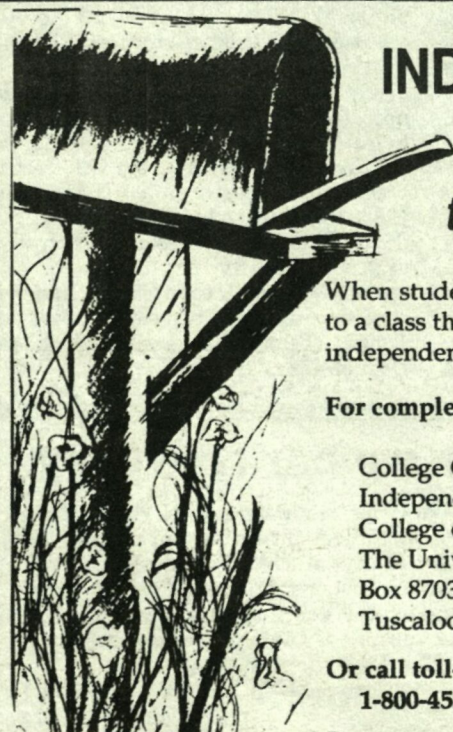 IND
t
When stude
to a class th
independen
For comple
College
Indepen
College
The Univ
Box 8703
Tuscaloo
Or call toll-
1-800-45